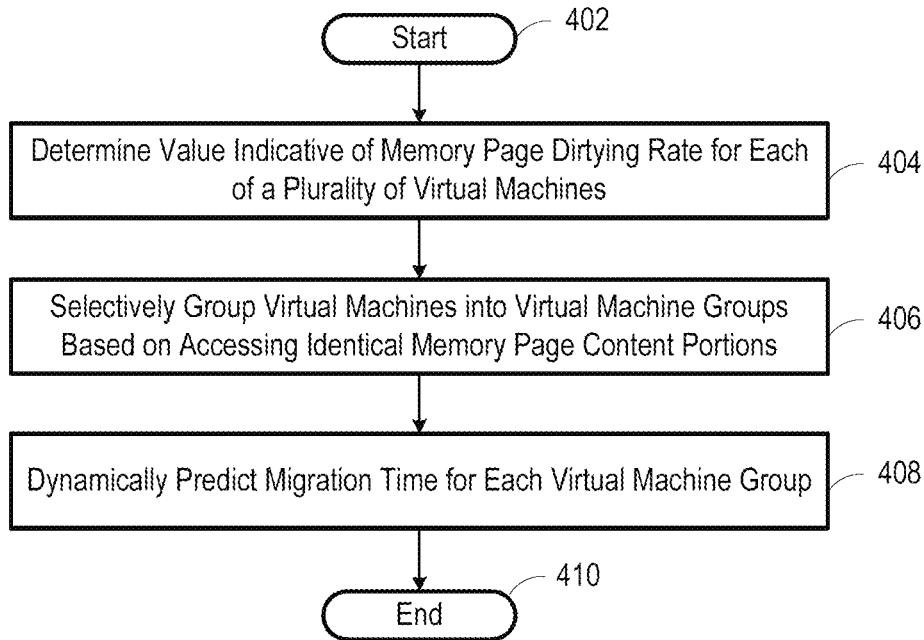 Start
402
Determine Value Indicative of Memory Page Dirtying Rate for Each
of a Plurality of Virtual Machines
404
Selectively Group Virtual Machines into Virtual Machine Groups
Based on Accessing Identical Memory Page Content Portions
406
Dynamically Predict Migration Time for Each Virtual Machine Group
408
End
410